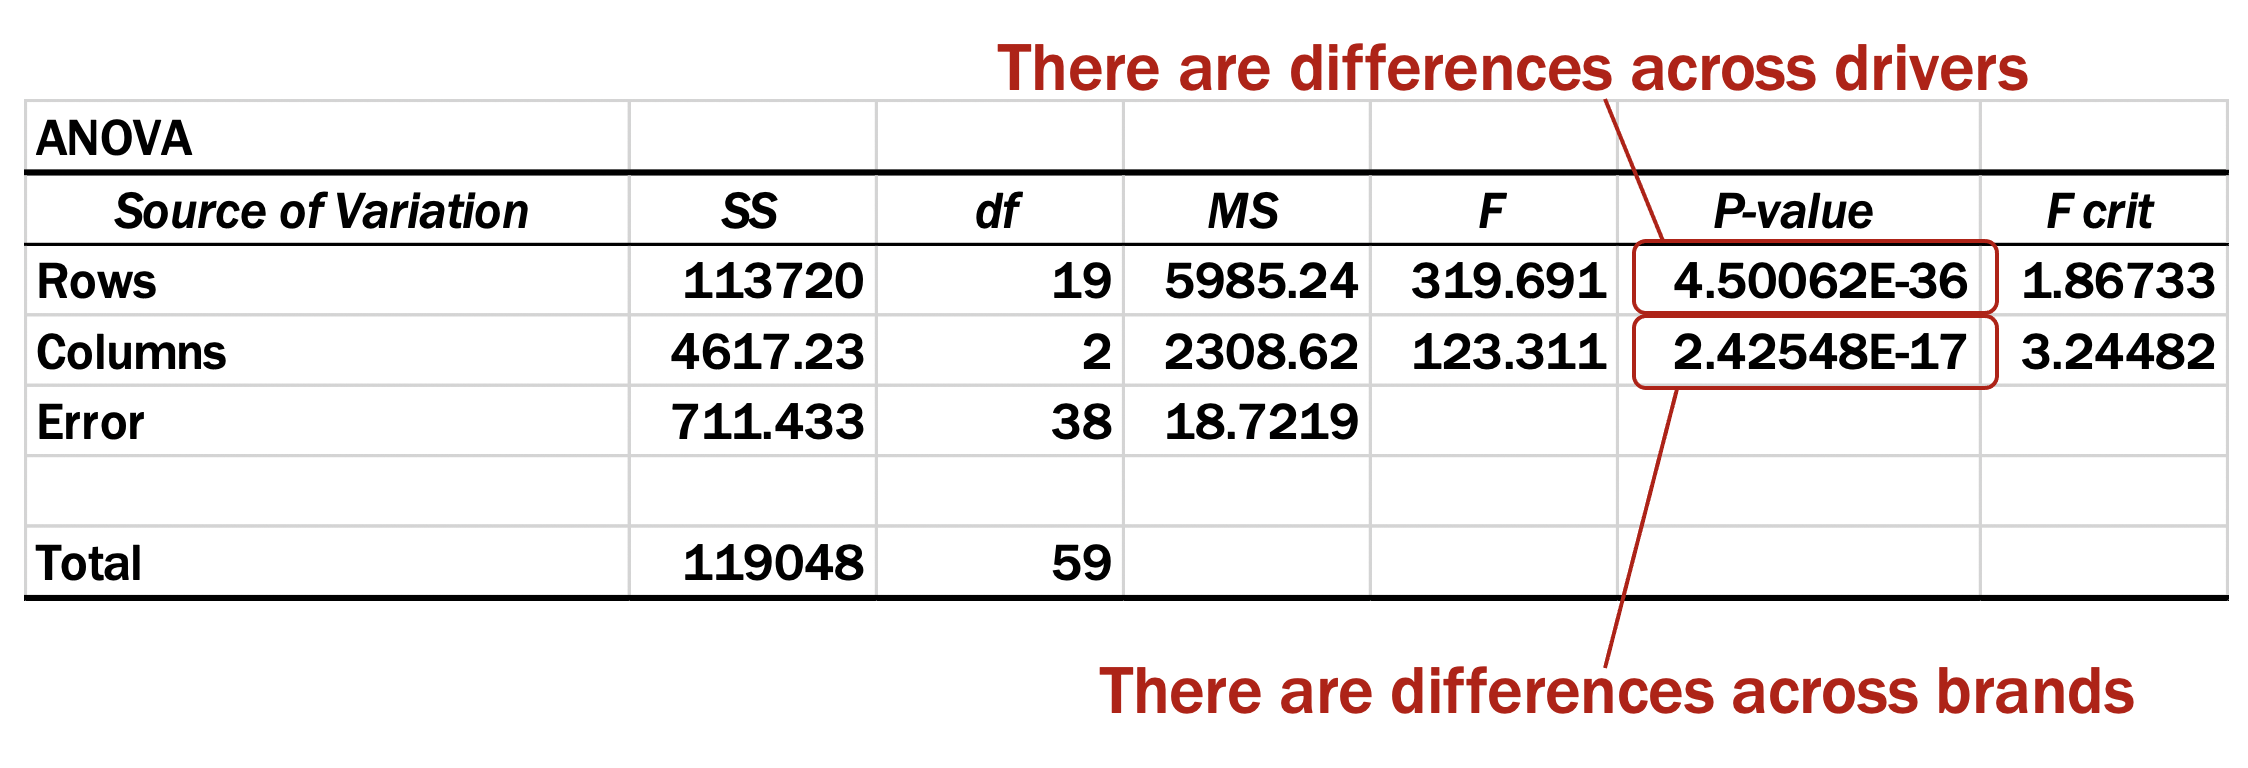 There are differences across drivers
ANOVA
Source of Variation SS df MS F P-value F crit
Rows 113720 19 5985.24 319.691 4.50062E-36 1.86733
Columns 4617.23 2 2308.62 123.311 2.42548E-17 3.24482
Error 711.433 38 18.7219
Total 119048 59
There are differences across brands